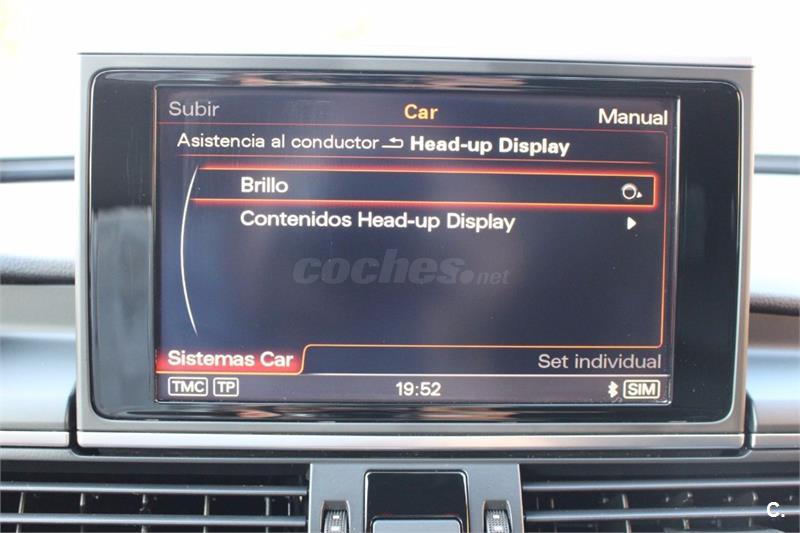 Subir Car Manual
Asistencia al conductor Head-up Display
Brillo
Contenidos Head-up Display
coches.net
Sistemas Car Set individual
TMC TP 19:52 SIM
C.